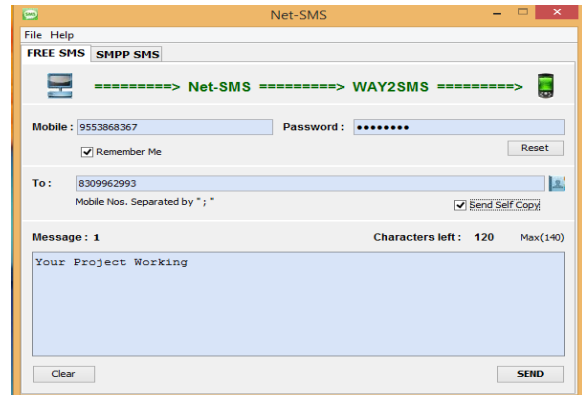 SMS Net-SMS
File Help
FREE SMS SMPP SMS
=========> Net-SMS =========> WAY2SMS =========>
Mobile : 9553868367 Password : ••••••••
Remember Me Reset
To : 8309962993
Mobile Nos. Separated by " ; " Send Self Copy
Message : 1 Characters left : 120 Max(140)
Your Project Working
Clear SEND